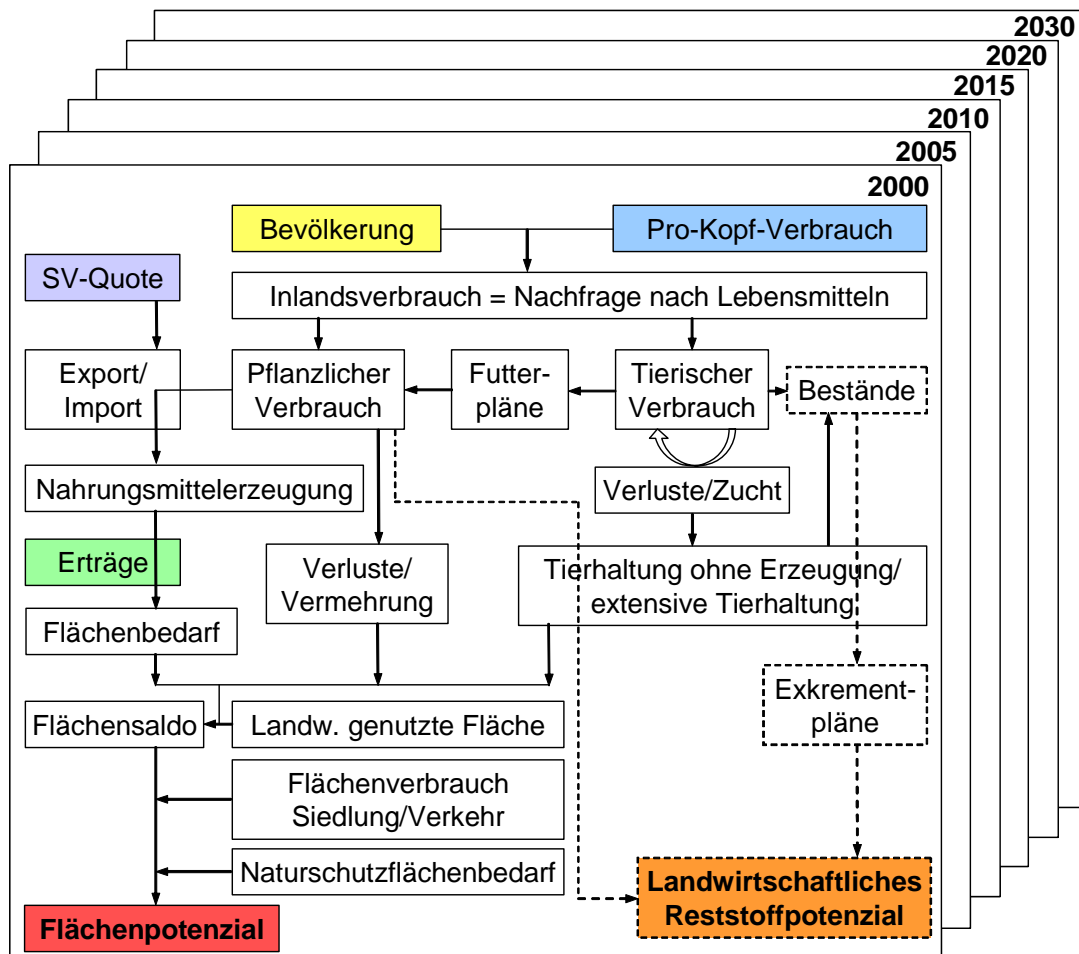 2030
2020
2015
2010
2005
2000
Bevölkerung
Pro-Kopf-Verbrauch
SV-Quote
Inlandsverbrauch = Nachfrage nach Lebensmitteln
Export/
Import
Pflanzlicher
Verbrauch
Futter-
pläne
Tierischer
Verbrauch
Bestände
Nahrungsmittelerzeugung
Verluste/Zucht
Erträge
Verluste/
Vermehrung
Tierhaltung ohne Erzeugung/
extensive Tierhaltung
Flächenbedarf
Exkrement-
pläne
Flächensaldo
Landw. genutzte Fläche
Flächenverbrauch
Siedlung/Verkehr
Naturschutzflächenbedarf
Landwirtschaftliches
Reststoffpotenzial
Flächenpotenzial